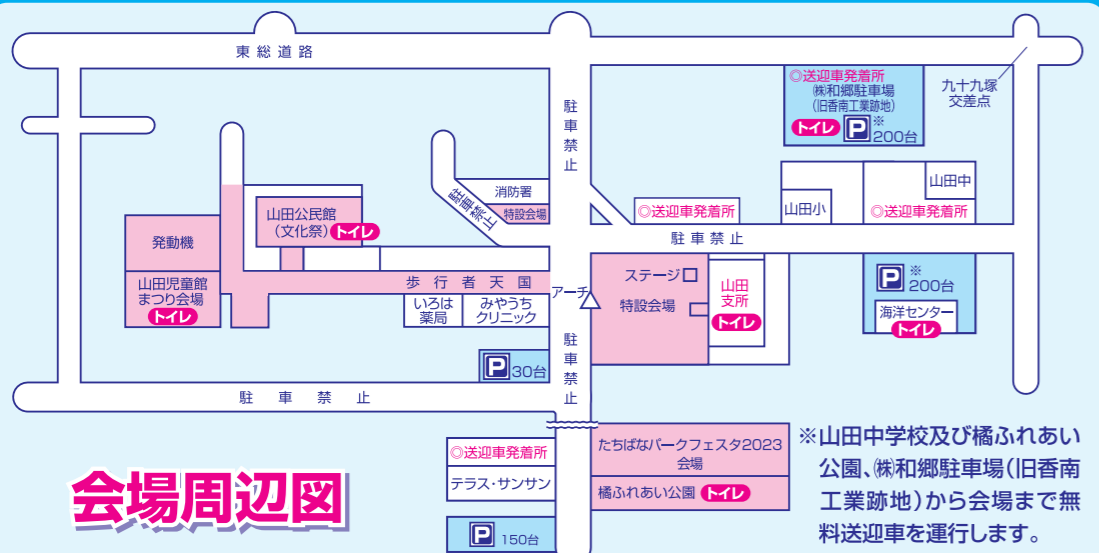 東総道路
◎送迎車発着所
㈱和郷駐車場
(旧香南工業跡地)
トイレ P ※
200台
九十九塚
交差点
駐車禁止
消防署
特設会場
駐車禁止
山田公民館
(文化祭) トイレ
発動機
山田児童館
まつり会場
トイレ
歩行者天国
いろは
薬局
みやうち
クリニック
アーチ
◎送迎車発着所
山田小
山田中
◎送迎車発着所
駐車禁止
ステージ
特設会場
山田
支所
トイレ
P ※
200台
海洋センター
トイレ
駐車禁止
P 30台
駐車禁止
◎送迎車発着所
テラス・サンサン
P 150台
たちばなパークフェスタ2023
会場
橘ふれあい公園 トイレ
会場周辺図
※山田中学校及び橘ふれあい
公園、㈱和郷駐車場(旧香南
工業跡地)から会場まで無
料送迎車を運行します。